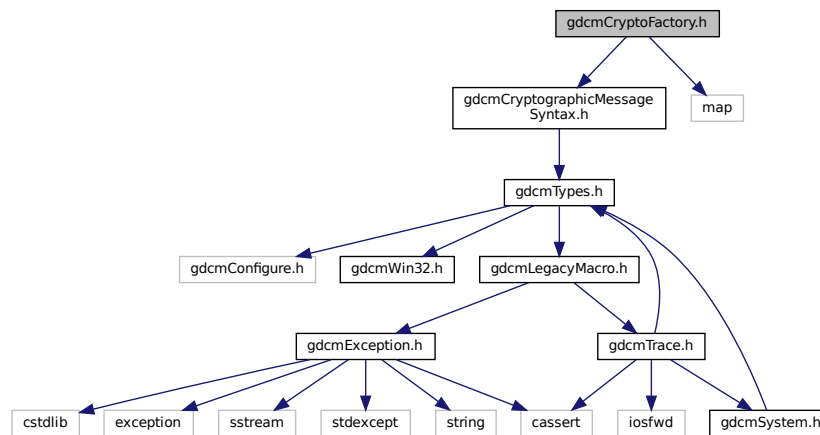 gdcmCryptoFactory.h
gdcmCryptographicMessage
Syntax.h
map
gdcmTypes.h
gdcmConfigure.h
gdcmWin32.h
gdcmLegacyMacro.h
gdcmException.h
gdcmTrace.h
cstdlib
exception
sstream
stdexcept
string
cassert
iosfwd
gdcmSystem.h